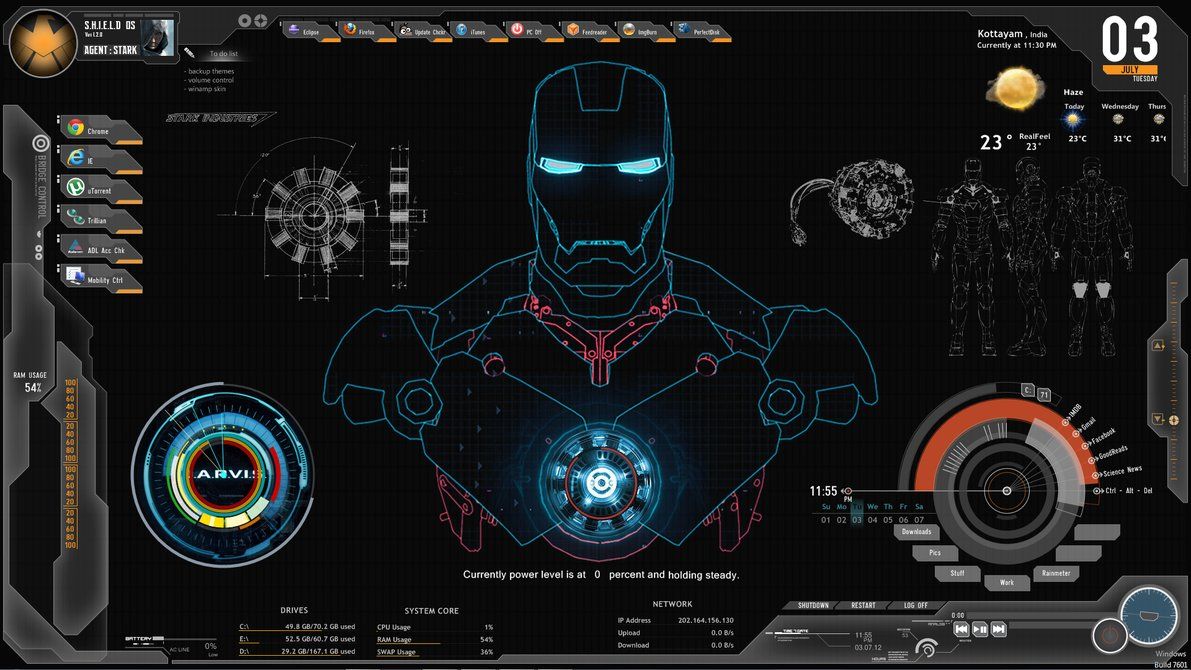 S.H.I.E.L.D OS
Ver 1.2.0
AGENT : STARK
To do list
- backup themes
- volume control
- winamp skin
Eclipse
Firefox
Update Chckr
iTunes
PC Off
Feedreader
ImgBurn
PerfectDisk
Kottayam , India
Currently at 11:30 PM
03
JULY
TUESDAY
Haze
Today
Wednesday
Thurs
23°C
31°C
31°(
23 °
RealFeel
23°
STARK INDUSTRIES
BRIDGE CONTROL
Chrome
IE
uTorrent
Trillian
ADL Acc Chk
Mobility Ctrl
RAM USAGE
54%
100
80
60
40
20
20
40
60
80
100
100
80
60
40
20
20
40
60
80
100
J.A.R.V.I.S
C:
71
IMDB
Gmail
Facebook
GoodReads
Science News
Ctrl - Alt - Del
11:55
PM
Su Mo Tu We Th Fr Sa
01 02 03 04 05 06 07
Downloads
Pics
Stuff
Work
Rainmeter
Currently power level is at 0 percent and holding steady.
DRIVES
C:\ 49.8 GB/70.2 GB used
E:\ 52.5 GB/60.7 GB used
D:\ 29.2 GB/167.1 GB used
SYSTEM CORE
CPU Usage 1%
RAM Usage 54%
SWAP Usage 36%
NETWORK
IP Address 202.164.156.130
Upload 0.0 B/s
Download 0.0 B/s
BATTERY
AC LINE
0%
Low
SHUTDOWN
RESTART
LOG OFF
0:00
TIME/DATE
11:55
PM
03.07.12
HOURS
53
Windows
Build 7601